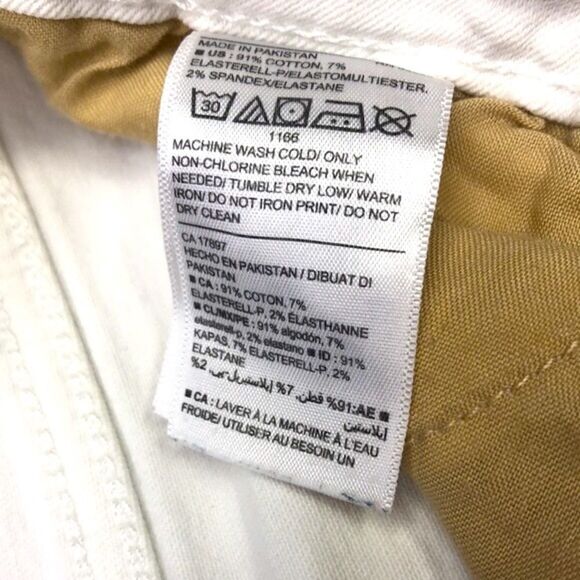 MADE IN PAKISTAN
■ US : 91% COTTON, 7%
ELASTERELL-P/ELASTOMULTIESTER,
2% SPANDEX/ELASTANE
30
1166
MACHINE WASH COLD/ ONLY
NON-CHLORINE BLEACH WHEN
NEEDED/ TUMBLE DRY LOW/ WARM
IRON/ DO NOT IRON PRINT/ DO NOT
DRY CLEAN
CA 17897
HECHO EN PAKISTAN / DIBUAT DI
PAKISTAN
■ CA : 91% COTON, 7%
ELASTERELL-P, 2% ÉLASTHANNE
■ CL/MX/PE : 91% algodón, 7%
elasterell-p, 2% elastano ■ ID : 91%
KAPAS, 7% ELASTERELL-P, 2%
ELASTANE
■ AE: 91% قطن, 7% إيلاستيريل-بي, 2%
إيلاستين
■ CA : LAVER À LA MACHINE À L'EAU
FROIDE/ UTILISER AU BESOIN UN